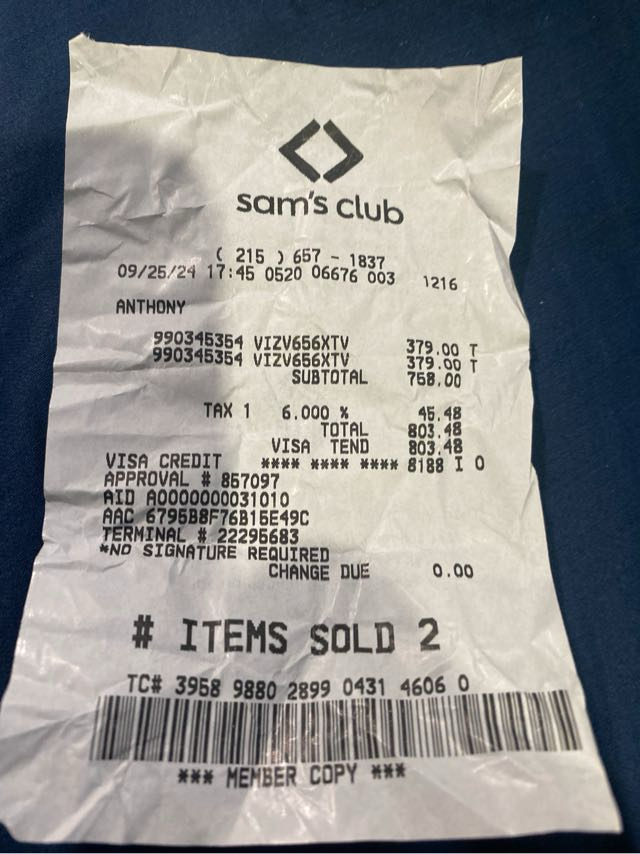 sam's club
( 215 ) 657 - 1837
09/25/24 17:45 0520 06676 003 1216
ANTHONY
990345354 VIZV656XTV 379.00 T
990345354 VIZV656XTV 379.00 T
SUBTOTAL 758.00
TAX 1 6.000 % 45.48
TOTAL 803.48
VISA TEND 803.48
VISA CREDIT **** **** **** 8188 I 0
APPROVAL # 857097
AID A0000000031010
AAC 6795B8F76B15E49C
TERMINAL # 22295683
*NO SIGNATURE REQUIRED
CHANGE DUE 0.00
# ITEMS SOLD 2
TC# 3958 9880 2899 0431 4606 0
*** MEMBER COPY ***